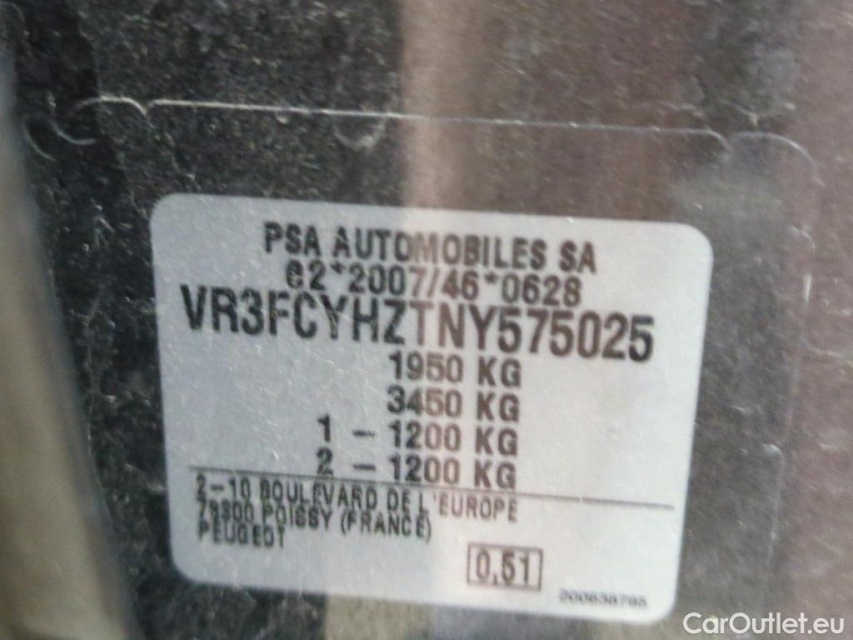 PSA AUTOMOBILES SA
e2*2007/46*0628
VR3FCYHZTNY575025
1950 KG
3450 KG
1 - 1200 KG
2 - 1200 KG
2-10 BOULEVARD DE L'EUROPE
78300 POISSY (FRANCE)
PEUGEOT
0.51
CarOutlet.eu